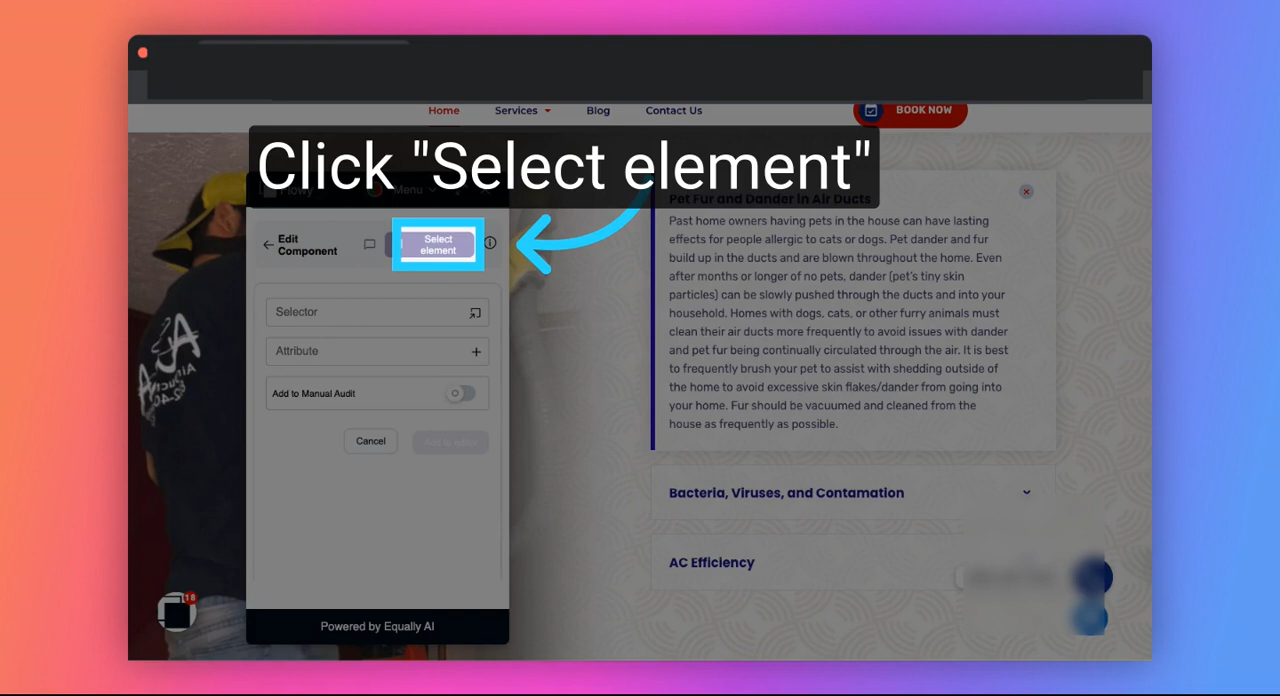 Home Services Blog Contact Us BOOK NOW
Click "Select element"
Flowy Menu
Edit
Component
Select
element
Selector
Attribute
Add to Manual Audit
Cancel Add to editor
Powered by Equally AI
18
Pet Fur and Dander in Air Ducts
Past home owners having pets in the house can have lasting
effects for people allergic to cats or dogs. Pet dander and fur
build up in the ducts and are blown throughout the home. Even
after months or longer of no pets, dander (pet's tiny skin
particles) can be slowly pushed through the ducts and into your
household. Homes with dogs, cats, or other furry animals must
clean their air ducts more frequently to avoid issues with dander
and pet fur being continually circulated through the air. It is best
to frequently brush your pet to assist with shedding outside of
the home to avoid excessive skin flakes/dander from going into
your home. Fur should be vacuumed and cleaned from the
house as frequently as possible.
Bacteria, Viruses, and Contamation
AC Efficiency